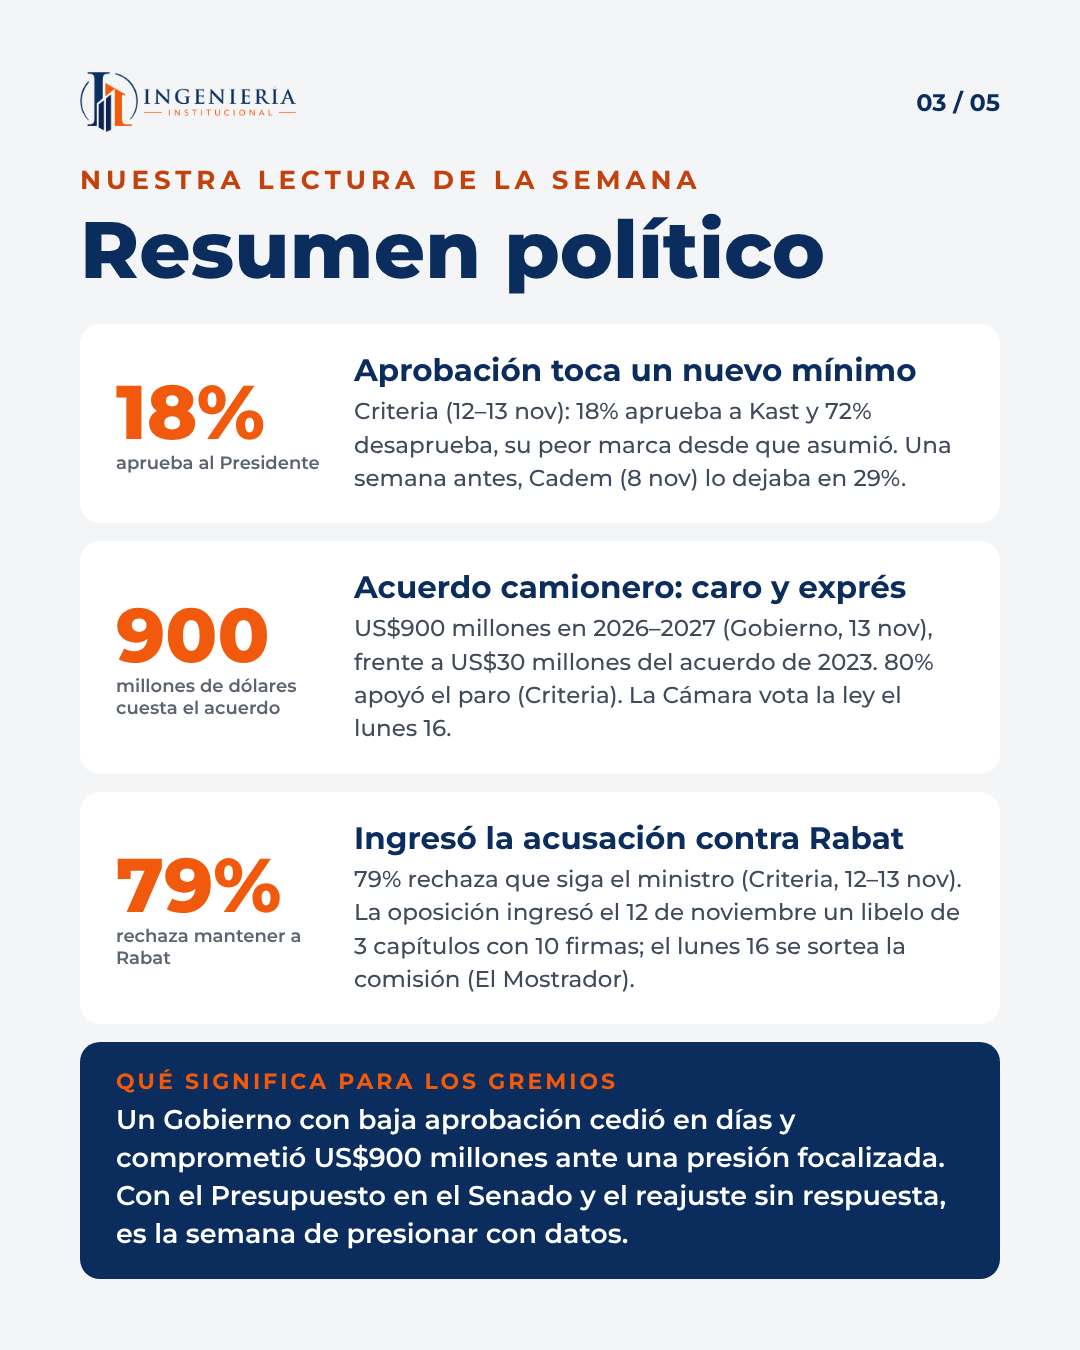 INGENIERIA
INSTITUCIONAL
03 / 05
NUESTRA LECTURA DE LA SEMANA
Resumen político
18%
aprueba al Presidente
Aprobación toca un nuevo mínimo
Criteria (12–13 nov): 18% aprueba a Kast y 72%
desaprueba, su peor marca desde que asumió. Una
semana antes, Cadem (8 nov) lo dejaba en 29%.
900
millones de dólares
cuesta el acuerdo
Acuerdo camionero: caro y exprés
US$900 millones en 2026–2027 (Gobierno, 13 nov),
frente a US$30 millones del acuerdo de 2023. 80%
apoyó el paro (Criteria). La Cámara vota la ley el
lunes 16.
79%
rechaza mantener a
Rabat
Ingresó la acusación contra Rabat
79% rechaza que siga el ministro (Criteria, 12–13 nov).
La oposición ingresó el 12 de noviembre un libelo de
3 capítulos con 10 firmas; el lunes 16 se sortea la
comisión (El Mostrador).
QUÉ SIGNIFICA PARA LOS GREMIOS
Un Gobierno con baja aprobación cedió en días y
comprometió US$900 millones ante una presión focalizada.
Con el Presupuesto en el Senado y el reajuste sin respuesta,
es la semana de presionar con datos.